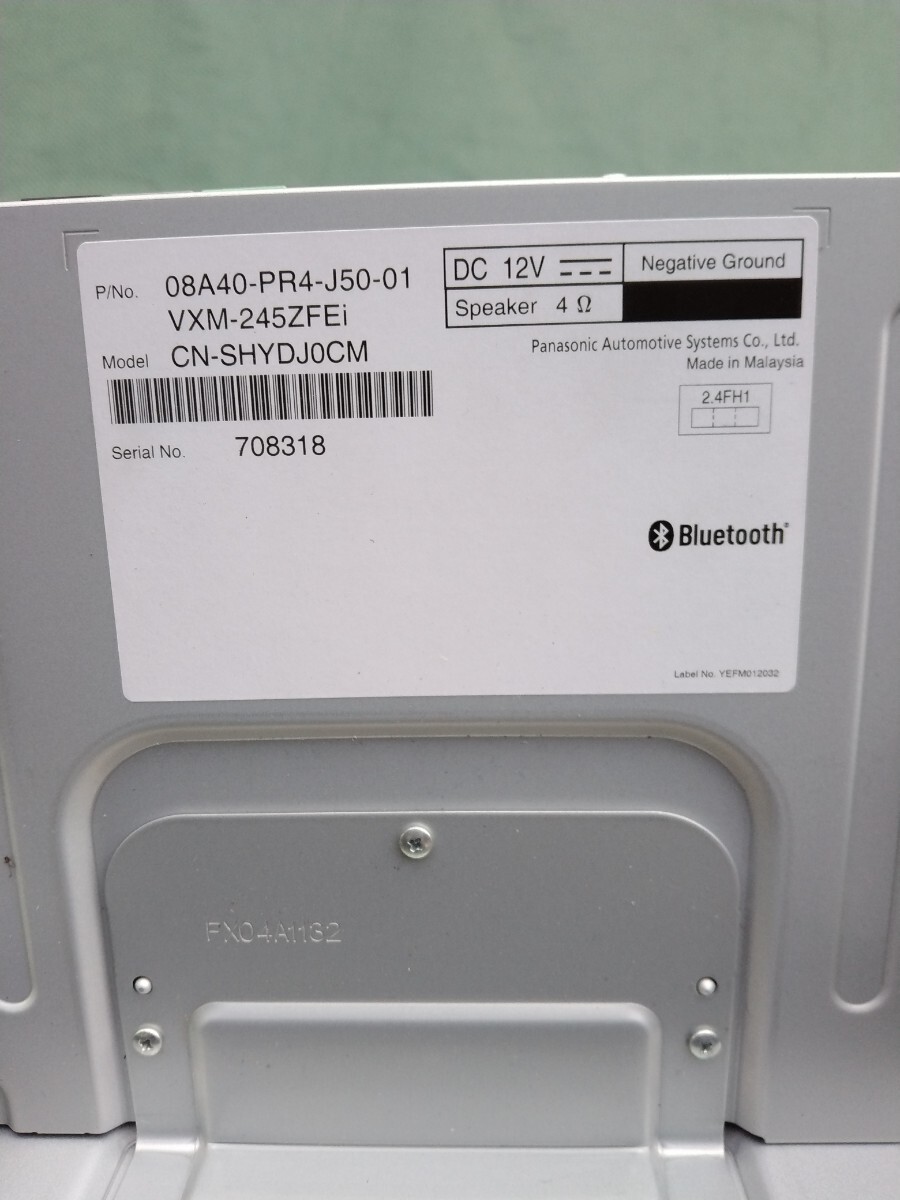 P/No. 08A40-PR4-J50-01
VXM-245ZFEi
Model CN-SHYDJ0CM
Serial No. 708318
DC 12V Negative Ground
Speaker 4 Ω
Panasonic Automotive Systems Co., Ltd.
Made in Malaysia
2.4FH1
Bluetooth®
Label No. YEFM012032
FX04A1132